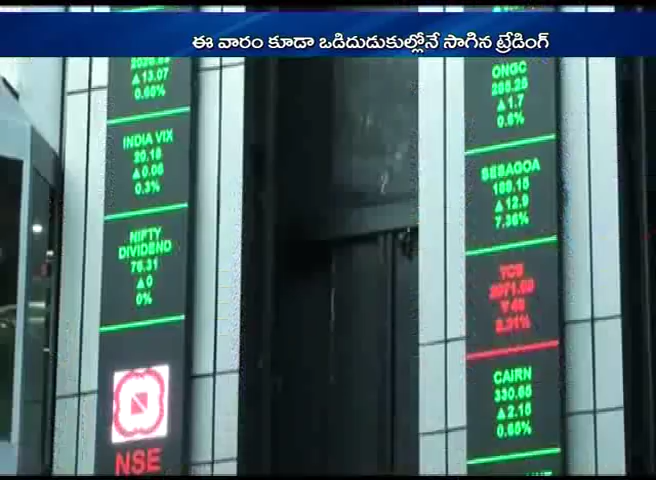 ఈ వారం కూడా ఒడిదుడుకుల్లోనే సాగిన ట్రేడింగ్
▲13.07
0.66%
INDIA VIX
20.18
▲0.06
0.3%
NIFTY
DIVIDEND
76.31
▲0
0%
NSE
ONGC
▲1.7
0.6%
SESAGOA
189.15
▲12.9
7.36%
TCS
CAIRN
330.65
▲2.15
0.65%